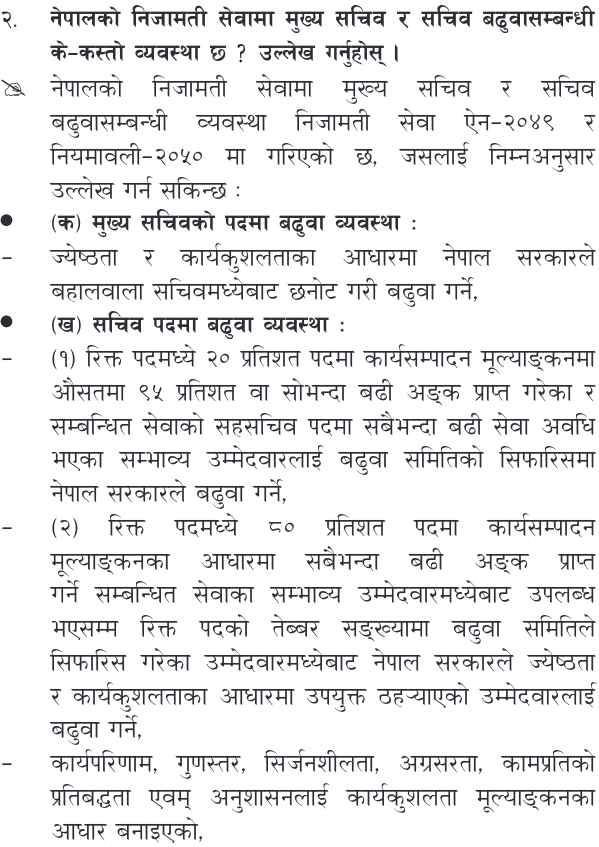 २. नेपालको निजामती सेवामा मुख्य सचिव र सचिव बढुवासम्बन्धी
के-कस्तो व्यवस्था छ ? उल्लेख गर्नुहोस् ।
नेपालको निजामती सेवामा मुख्य सचिव र सचिव
बढुवासम्बन्धी व्यवस्था निजामती सेवा ऐन-२०४९ र
नियमावली-२०५० मा गरिएको छ, जसलाई निम्नअनुसार
उल्लेख गर्न सकिन्छ :
● (क) मुख्य सचिवको पदमा बढुवा व्यवस्था :
– ज्येष्ठता र कार्यकुशलताका आधारमा नेपाल सरकारले
बहालवाला सचिवमध्येबाट छनोट गरी बढुवा गर्ने,
● (ख) सचिव पदमा बढुवा व्यवस्था :
– (१) रिक्त पदमध्ये २० प्रतिशत पदमा कार्यसम्पादन मूल्याङ्कनमा
औसतमा ९५ प्रतिशत वा सोभन्दा बढी अङ्क प्राप्त गरेका र
सम्बन्धित सेवाको सहसचिव पदमा सबैभन्दा बढी सेवा अवधि
भएका सम्भाव्य उम्मेदवारलाई बढुवा समितिको सिफारिसमा
नेपाल सरकारले बढुवा गर्ने,
– (२) रिक्त पदमध्ये ८० प्रतिशत पदमा कार्यसम्पादन
मूल्याङ्कनका आधारमा सबैभन्दा बढी अङ्क प्राप्त
गर्ने सम्बन्धित सेवाका सम्भाव्य उम्मेदवारमध्येबाट उपलब्ध
भएसम्म रिक्त पदको तेब्बर सङ्ख्यामा बढुवा समितिले
सिफारिस गरेका उम्मेदवारमध्येबाट नेपाल सरकारले ज्येष्ठता
र कार्यकुशलताका आधारमा उपयुक्त ठहर्‍याएको उम्मेदवारलाई
बढुवा गर्ने,
– कार्यपरिणाम, गुणस्तर, सिर्जनशीलता, अग्रसरता, कामप्रतिको
प्रतिबद्धता एवम् अनुशासनलाई कार्यकुशलता मूल्याङ्कनका
आधार बनाइएको,